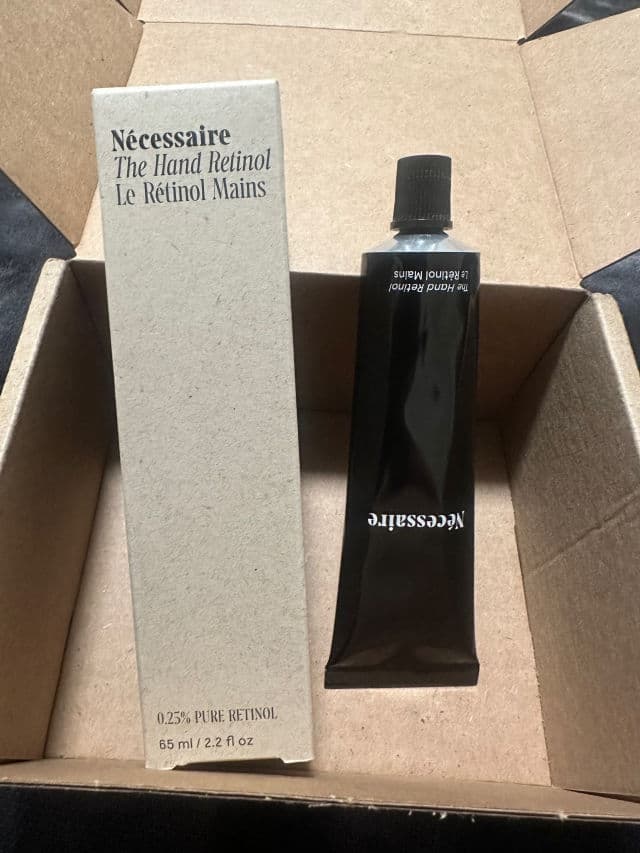 Nécessaire
The Hand Retinol
Le Rétinol Mains
0.25% PURE RETINOL
65 ml / 2.2 fl oz
Nécessaire
The Hand Retinol
Le Rétinol Mains